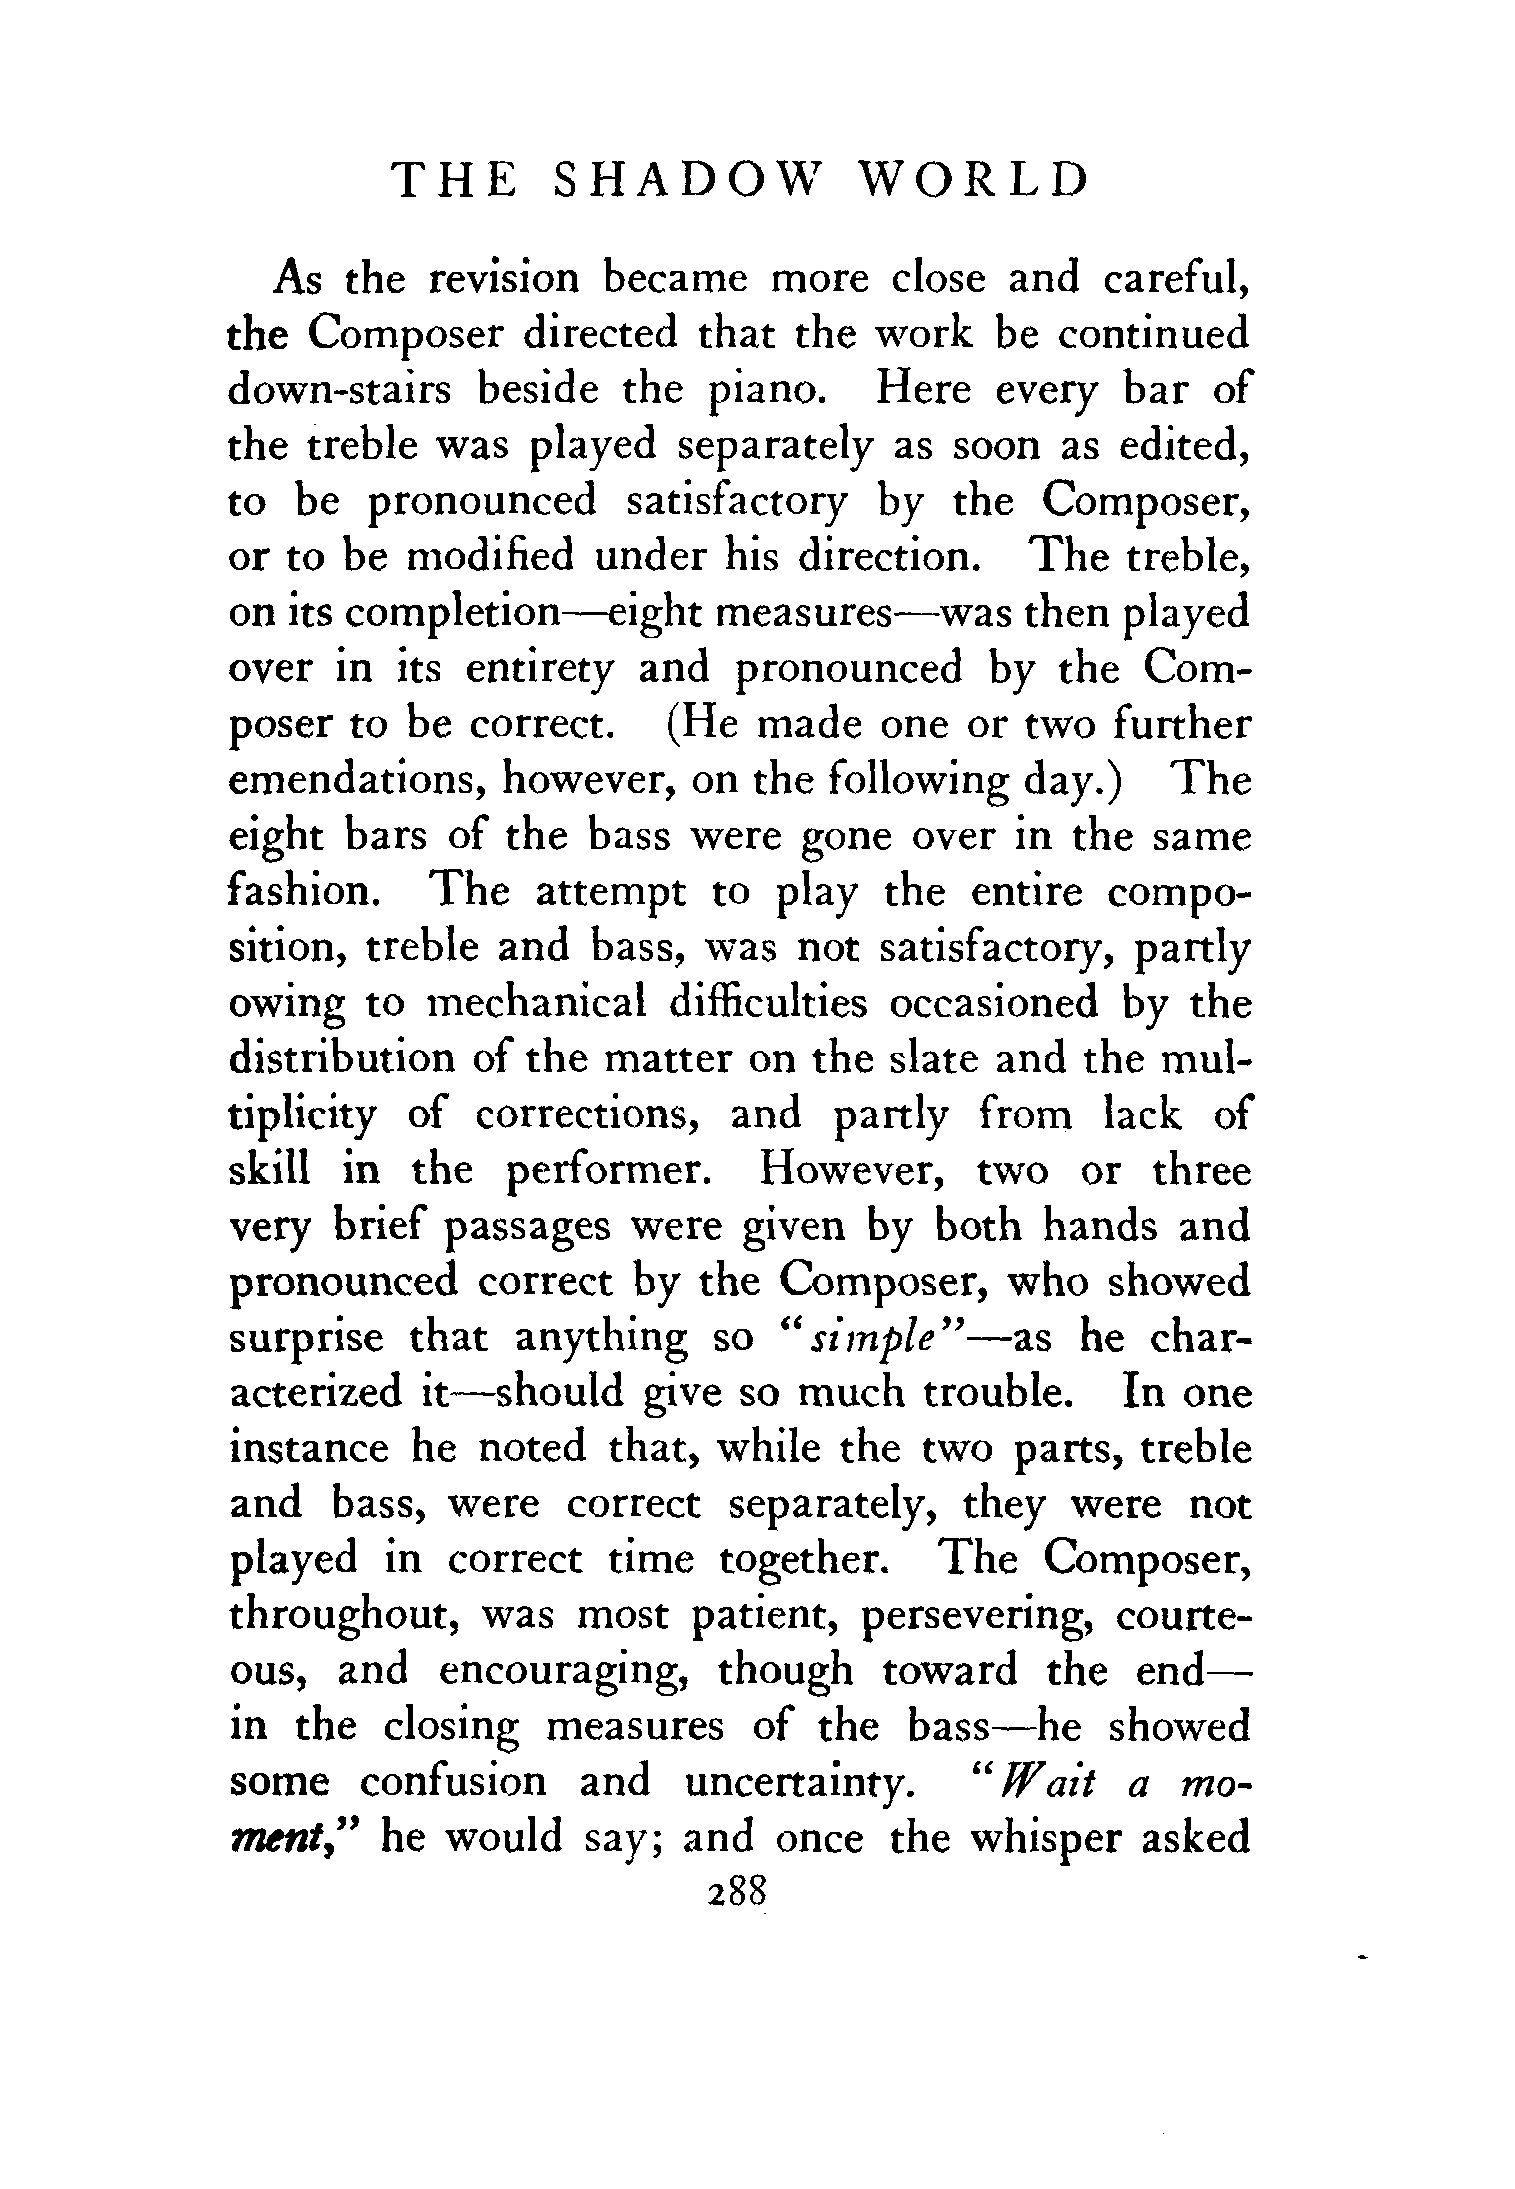 THE SHADOW WORLD
As the revision became more close and careful,
the Composer directed that the work be continued
down-stairs beside the piano. Here every bar of
the treble was played separately as soon as edited,
to be pronounced satisfactory by the Composer,
or to be modified under his direction. The treble,
on its completion—eight measures—was then played
over in its entirety and pronounced by the Com-
poser to be correct. (He made one or two further
emendations, however, on the following day.) The
eight bars of the bass were gone over in the same
fashion. The attempt to play the entire compo-
sition, treble and bass, was not satisfactory, partly
owing to mechanical difficulties occasioned by the
distribution of the matter on the slate and the mul-
tiplicity of corrections, and partly from lack of
skill in the performer. However, two or three
very brief passages were given by both hands and
pronounced correct by the Composer, who showed
surprise that anything so “simple”—as he char-
acterized it—should give so much trouble. In one
instance he noted that, while the two parts, treble
and bass, were correct separately, they were not
played in correct time together. The Composer,
throughout, was most patient, persevering, courte-
ous, and encouraging, though toward the end—
in the closing measures of the bass—he showed
some confusion and uncertainty. “Wait a mo-
ment,” he would say; and once the whisper asked
288